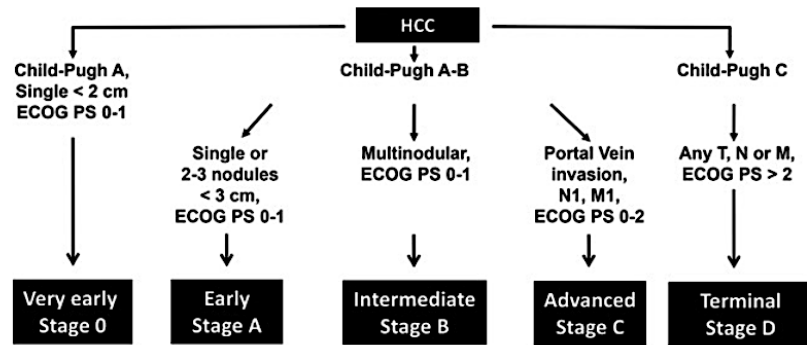 HCC
Child-Pugh A,
Single < 2 cm
ECOG PS 0-1
Child-Pugh A-B
Child-Pugh C
Single or
2-3 nodules
< 3 cm,
ECOG PS 0-1
Multinodular,
ECOG PS 0-1
Portal Vein
invasion,
N1, M1,
ECOG PS 0-2
Any T, N or M,
ECOG PS > 2
Very early
Stage 0
Early
Stage A
Intermediate
Stage B
Advanced
Stage C
Terminal
Stage D